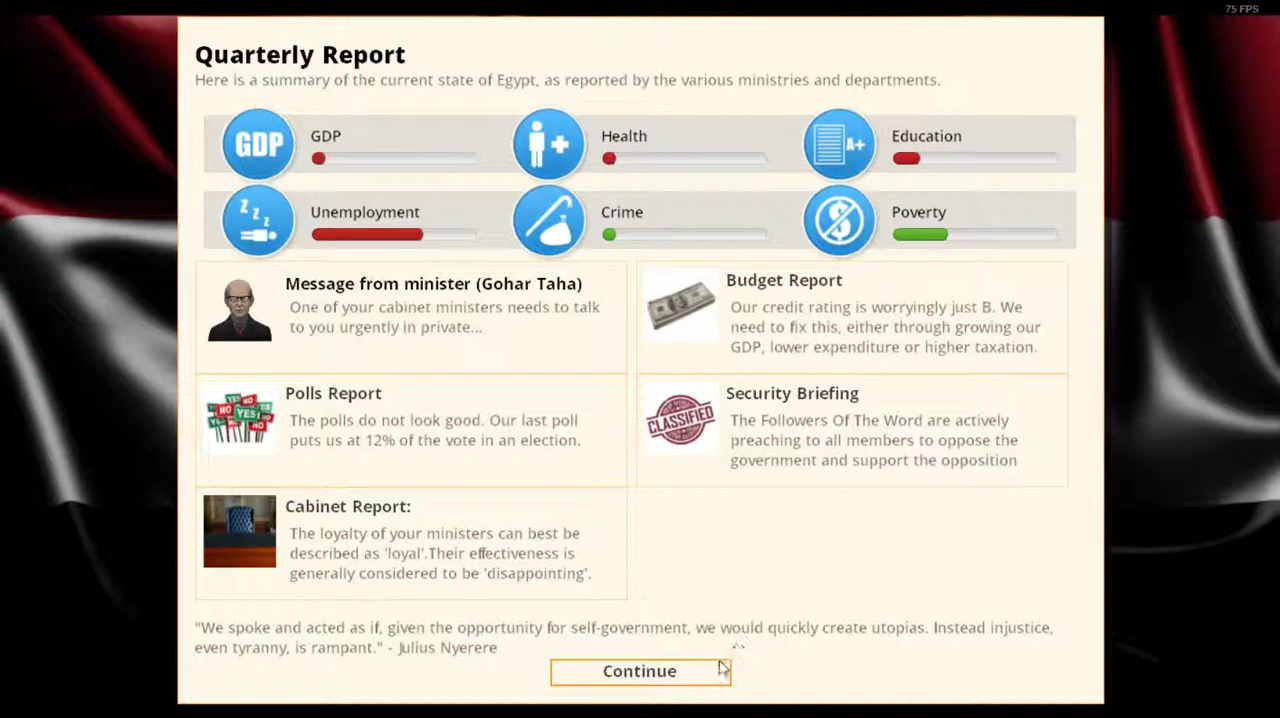 75 FPS
Quarterly Report
Here is a summary of the current state of Egypt, as reported by the various ministries and departments.
GDP
GDP
Health
A+
Education
Z Z Z
Unemployment
Crime
$
Poverty
Message from minister (Gohar Taha)
One of your cabinet ministers needs to talk
to you urgently in private...
Budget Report
Our credit rating is worryingly just B. We
need to fix this, either through growing our
GDP, lower expenditure or higher taxation.
YES NO YES NO YES NO
Polls Report
The polls do not look good. Our last poll
puts us at 12% of the vote in an election.
CLASSIFIED
Security Briefing
The Followers Of The Word are actively
preaching to all members to oppose the
government and support the opposition
Cabinet Report:
The loyalty of your ministers can best be
described as 'loyal'.Their effectiveness is
generally considered to be 'disappointing'.
"We spoke and acted as if, given the opportunity for self-government, we would quickly create utopias. Instead injustice,
even tyranny, is rampant." - Julius Nyerere
Continue